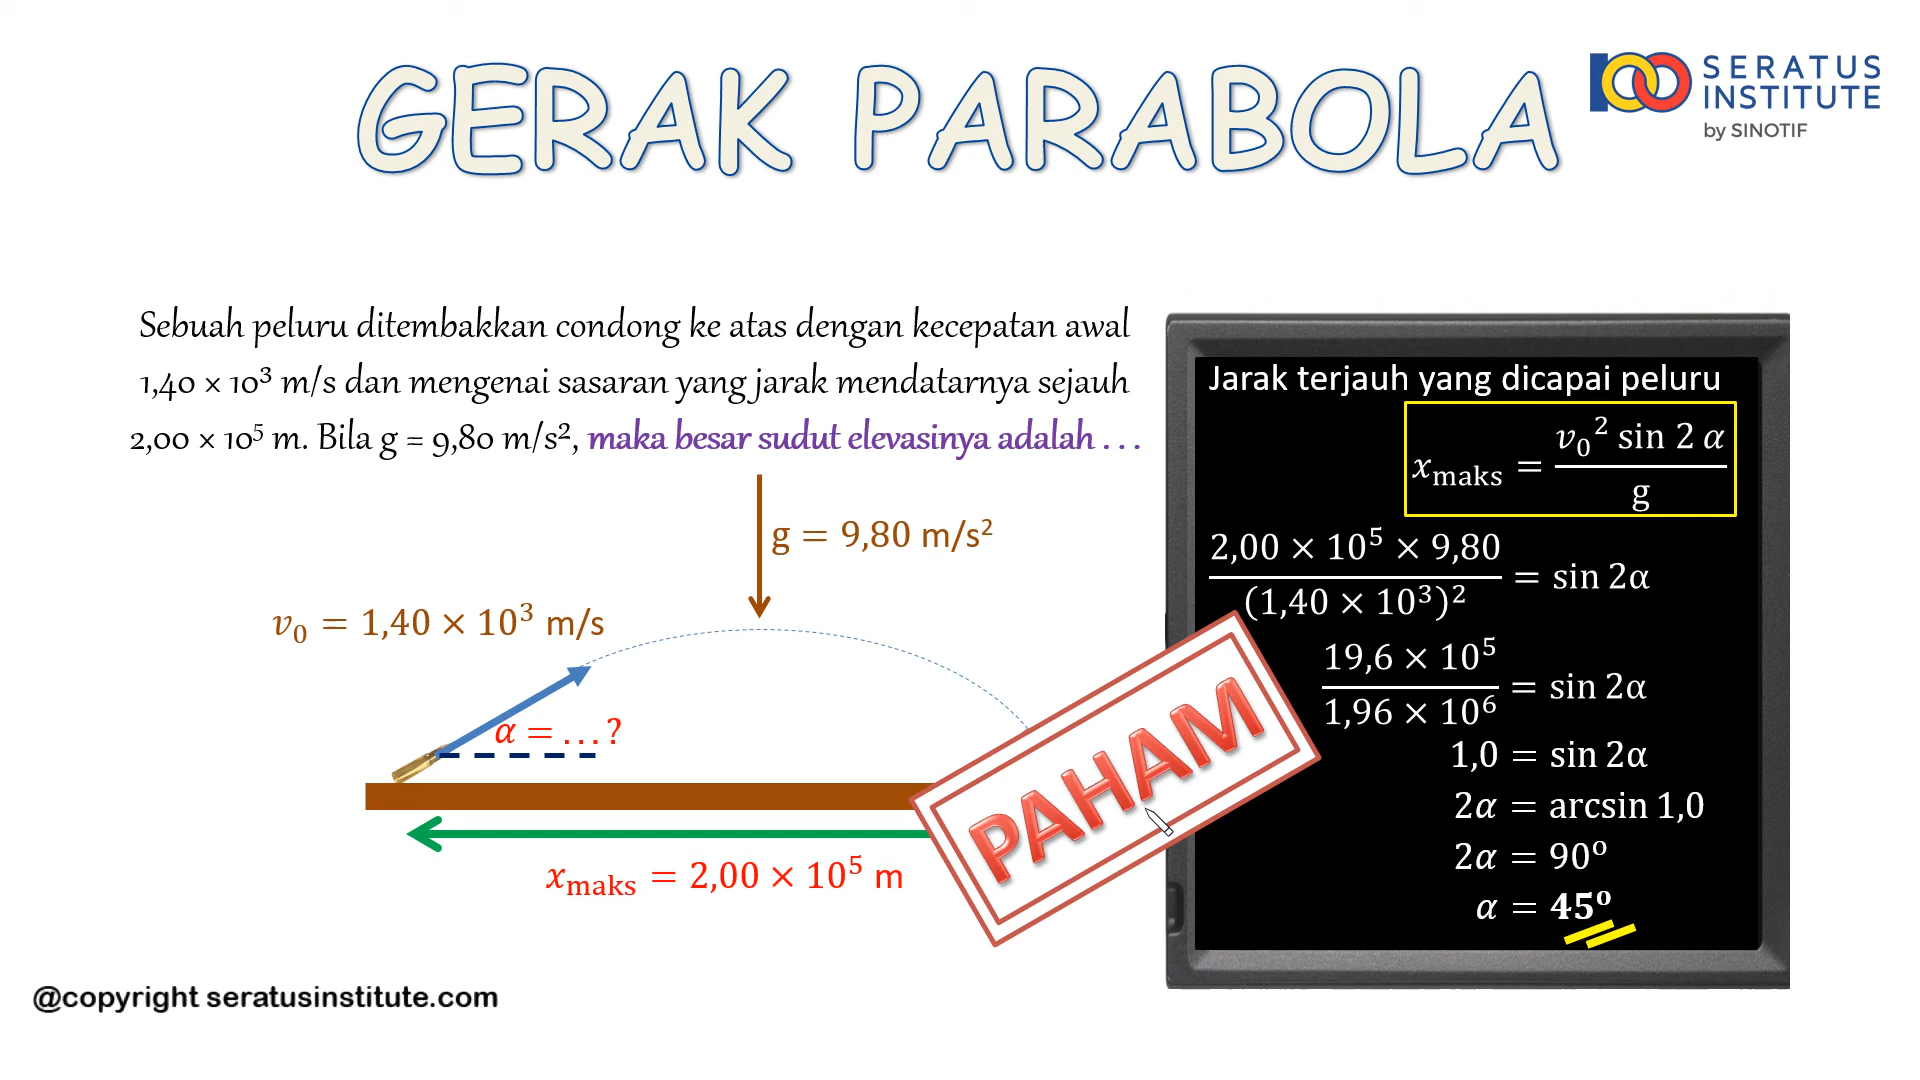 GERAK PARABOLA
SERATUS
INSTITUTE
by SINOTIF
Sebuah peluru ditembakkan condong ke atas dengan kecepatan awal
1,40 × 10³ m/s dan mengenai sasaran yang jarak mendatarnya sejauh
2,00 × 10⁵ m. Bila g = 9,80 m/s², maka besar sudut elevasinya adalah . . .
g = 9,80 m/s²
v₀ = 1,40 × 10³ m/s
α = …?
x_maks = 2,00 × 10⁵ m
PAHAM
Jarak terjauh yang dicapai peluru
x_maks = v₀² sin 2 α / g
2,00 × 10⁵ × 9,80 / (1,40 × 10³)² = sin 2α
19,6 × 10⁵ / 1,96 × 10⁶ = sin 2α
1,0 = sin 2α
2α = arcsin 1,0
2α = 90°
α = 45°
@copyright seratusinstitute.com